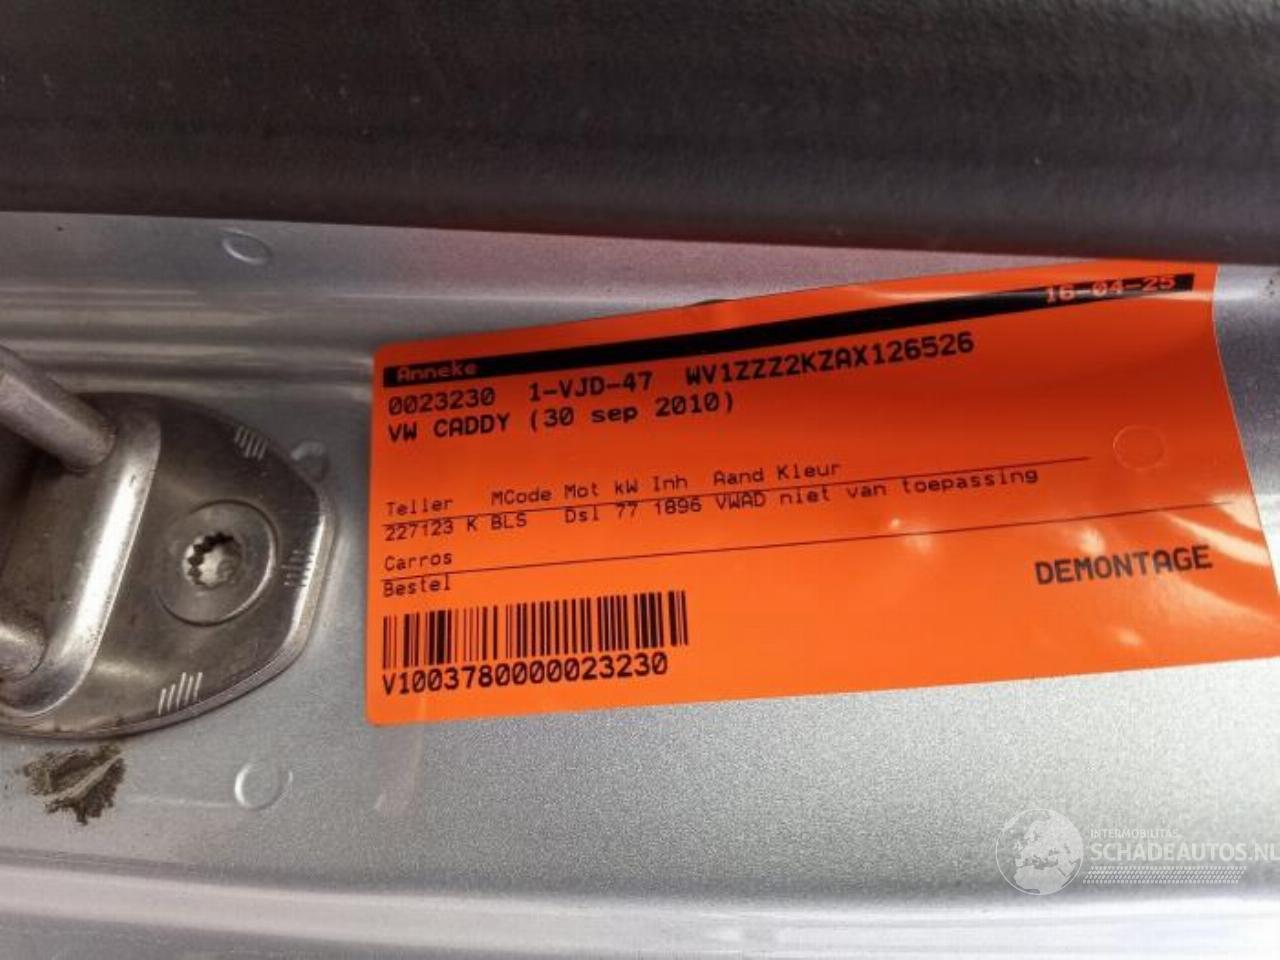 16-04-25
Anneke
0023230 1-VJD-47 WV1ZZZ2KZAX126526
VW CADDY (30 sep 2010)
Teller MCode Mot kW Inh Aand Kleur
227123 K BLS Dsl 77 1896 VWAD niet van toepassing
Carros
Bestel
DEMONTAGE
V1003780000023230
INTERMOBILITAS
SCHADEAUTOS.NL